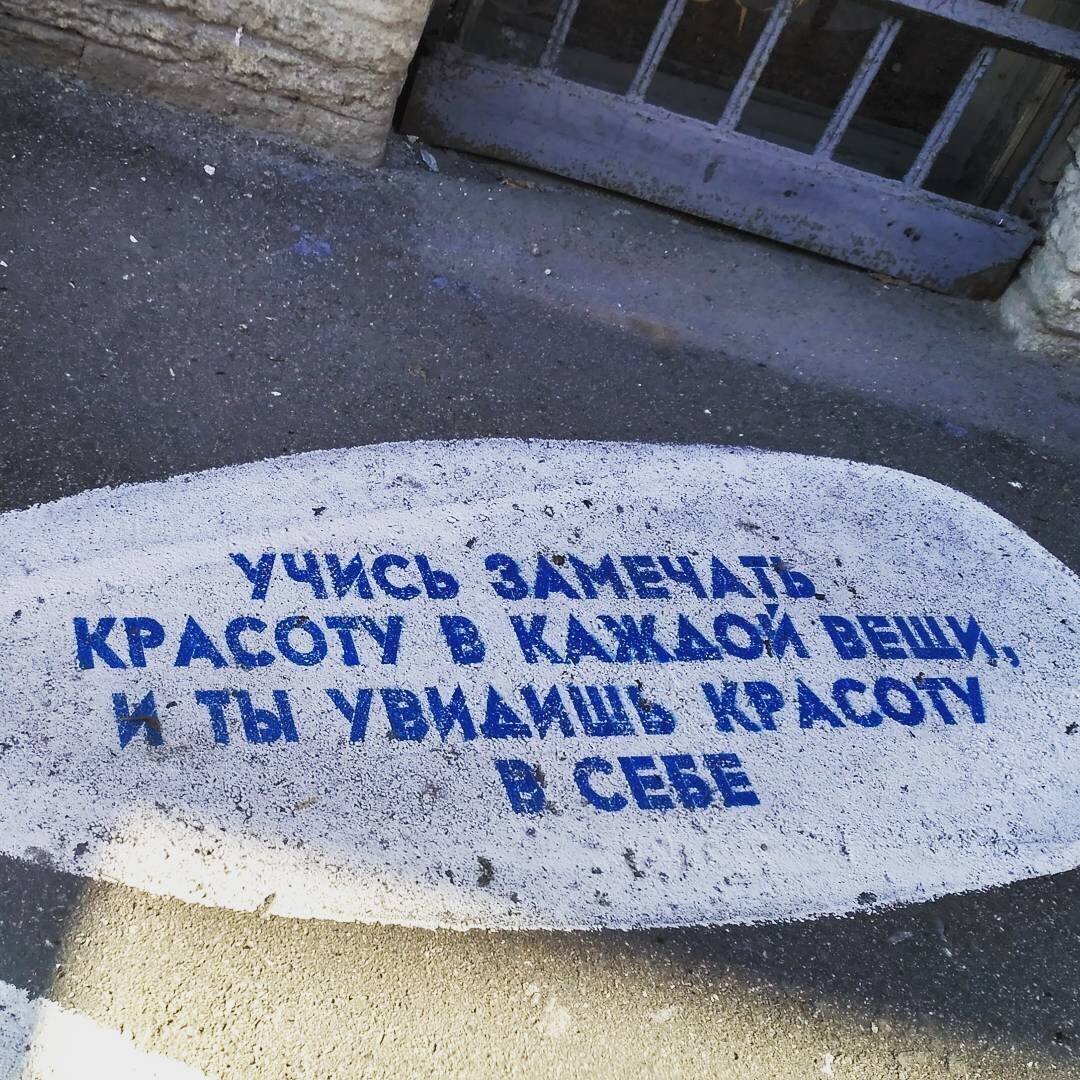 УЧИСЬ ЗАМЕЧАТЬ
КРАСОТУ В КАЖДОЙ ВЕЩИ,
И ТЫ УВИДИШЬ КРАСОТУ
В СЕБЕ